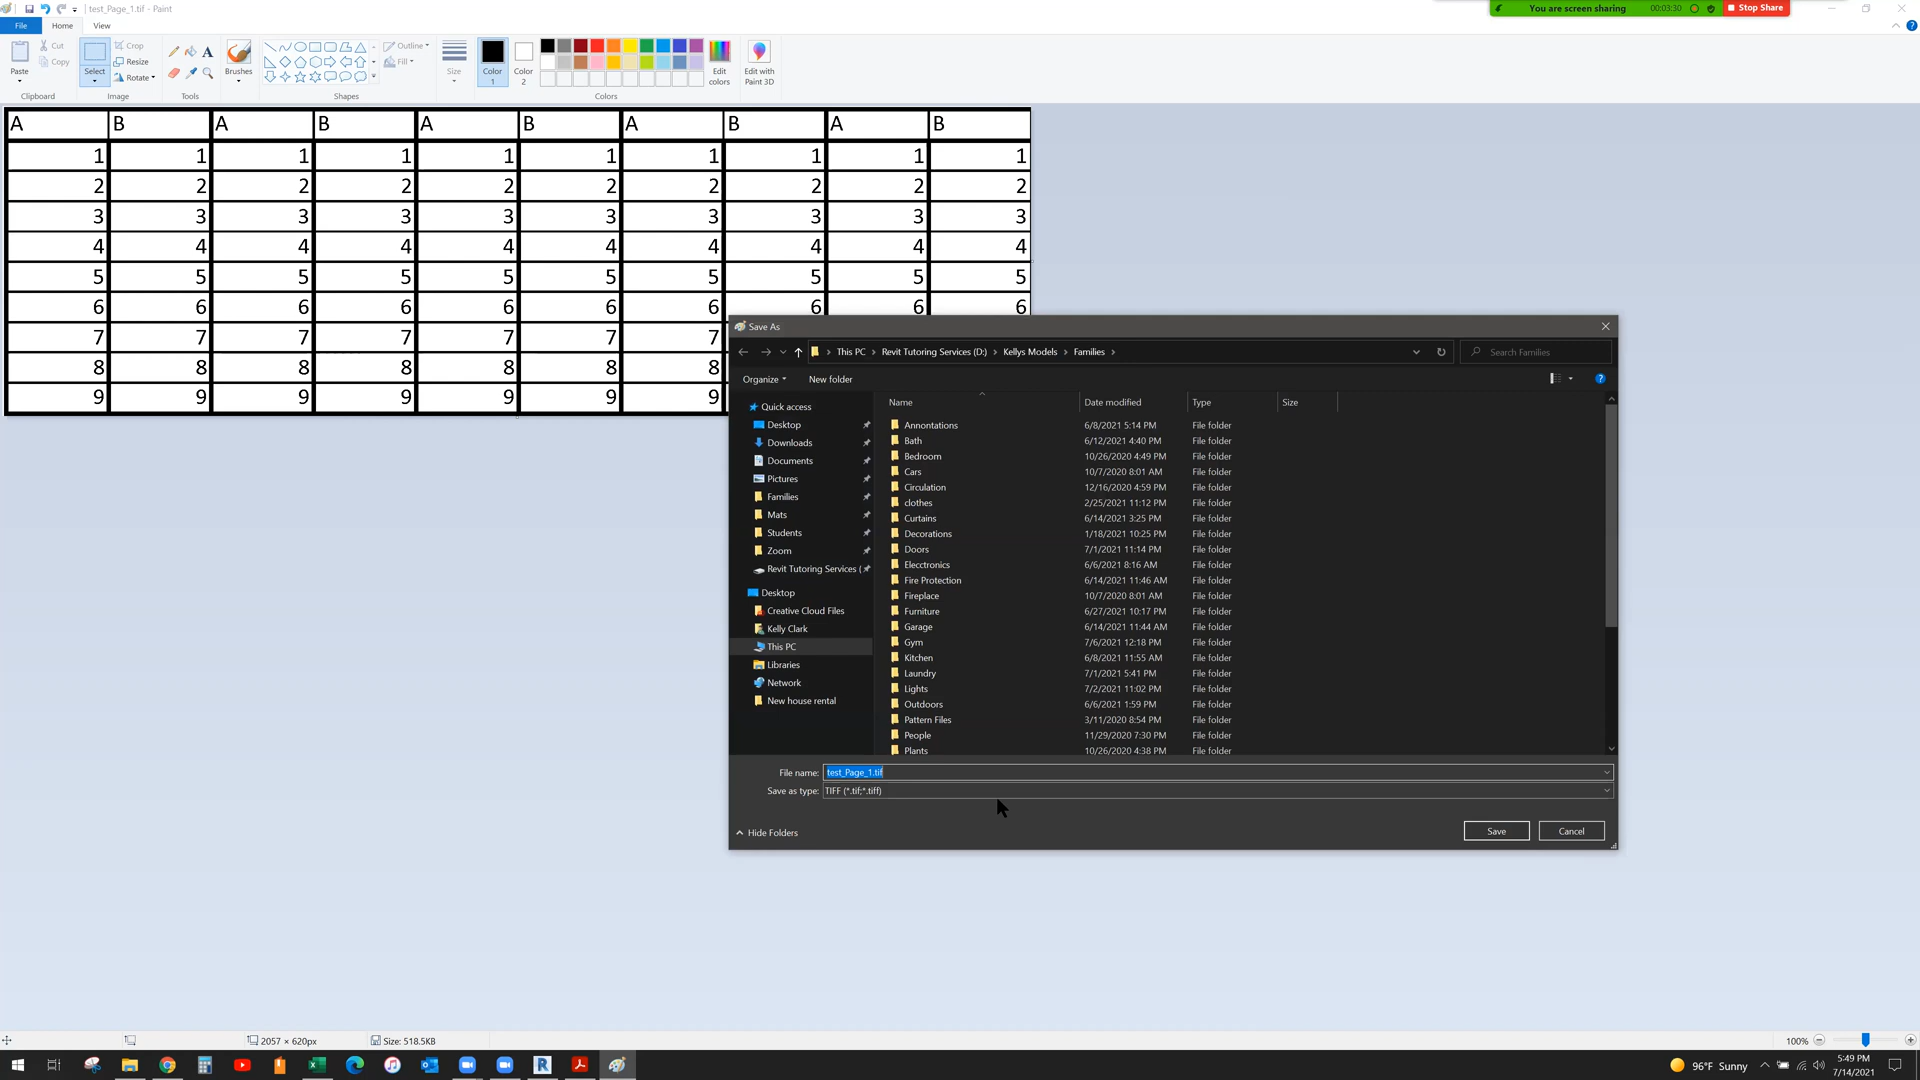 test_Page_1.tif - Paint
You are screen sharing 00:03:30 Stop Share
File Home View
Paste Cut Copy Clipboard
Select Crop Resize Rotate Image
A Tools
Brushes
Outline Fill Shapes
Size
Color 1 Color 2 Edit colors Colors
Edit with Paint 3D
A B A B A B A B A B
1 1 1 1 1 1 1 1 1 1
2 2 2 2 2 2 2 2 2 2
3 3 3 3 3 3 3 3 3 3
4 4 4 4 4 4 4 4 4 4
5 5 5 5 5 5 5 5 5 5
6 6 6 6 6 6 6 6 6 6
7 7 7 7 7 7 7
8 8 8 8 8 8 8
9 9 9 9 9 9 9
Save As
This PC > Revit Tutoring Services (D:) > Kellys Models > Families >
Search Families
Organize New folder
Quick access
Desktop
Downloads
Documents
Pictures
Families
Mats
Students
Zoom
Revit Tutoring Services (
Desktop
Creative Cloud Files
Kelly Clark
This PC
Libraries
Network
New house rental
Name Date modified Type Size
Annontations 6/8/2021 5:14 PM File folder
Bath 6/12/2021 4:40 PM File folder
Bedroom 10/26/2020 4:49 PM File folder
Cars 10/7/2020 8:01 AM File folder
Circulation 12/16/2020 4:59 PM File folder
clothes 2/25/2021 11:12 PM File folder
Curtains 6/14/2021 3:25 PM File folder
Decorations 1/18/2021 10:25 PM File folder
Doors 7/1/2021 11:14 PM File folder
Elecctronics 6/6/2021 8:16 AM File folder
Fire Protection 6/14/2021 11:46 AM File folder
Fireplace 10/7/2020 8:01 AM File folder
Furniture 6/27/2021 10:17 PM File folder
Garage 6/14/2021 11:44 AM File folder
Gym 7/6/2021 12:18 PM File folder
Kitchen 6/8/2021 11:55 AM File folder
Laundry 7/1/2021 5:41 PM File folder
Lights 7/2/2021 11:02 PM File folder
Outdoors 6/6/2021 1:59 PM File folder
Pattern Files 3/11/2020 8:54 PM File folder
People 11/29/2020 7:30 PM File folder
Plants 10/26/2020 4:38 PM File folder
File name: test_Page_1.tif
Save as type: TIFF (*.tif;*.tiff)
Hide Folders Save Cancel
2057 × 620px Size: 518.5KB 100%
96°F Sunny 5:49 PM
7/14/2021